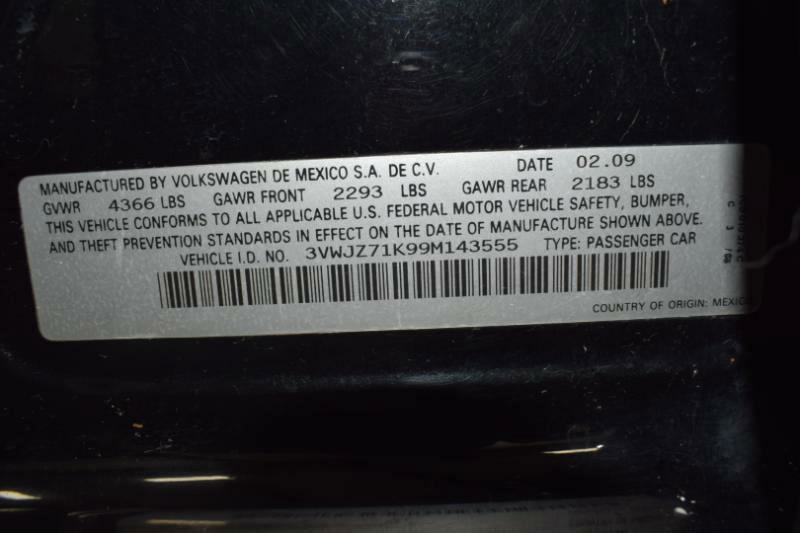 MANUFACTURED BY VOLKSWAGEN DE MEXICO S.A. DE C.V. DATE 02.09
GVWR 4366 LBS GAWR FRONT 2293 LBS GAWR REAR 2183 LBS
THIS VEHICLE CONFORMS TO ALL APPLICABLE U.S. FEDERAL MOTOR VEHICLE SAFETY, BUMPER,
AND THEFT PREVENTION STANDARDS IN EFFECT ON THE DATE OF MANUFACTURE SHOWN ABOVE.
VEHICLE I.D. NO. 3VWJZ71K99M143555 TYPE: PASSENGER CAR
COUNTRY OF ORIGIN: MEXICO